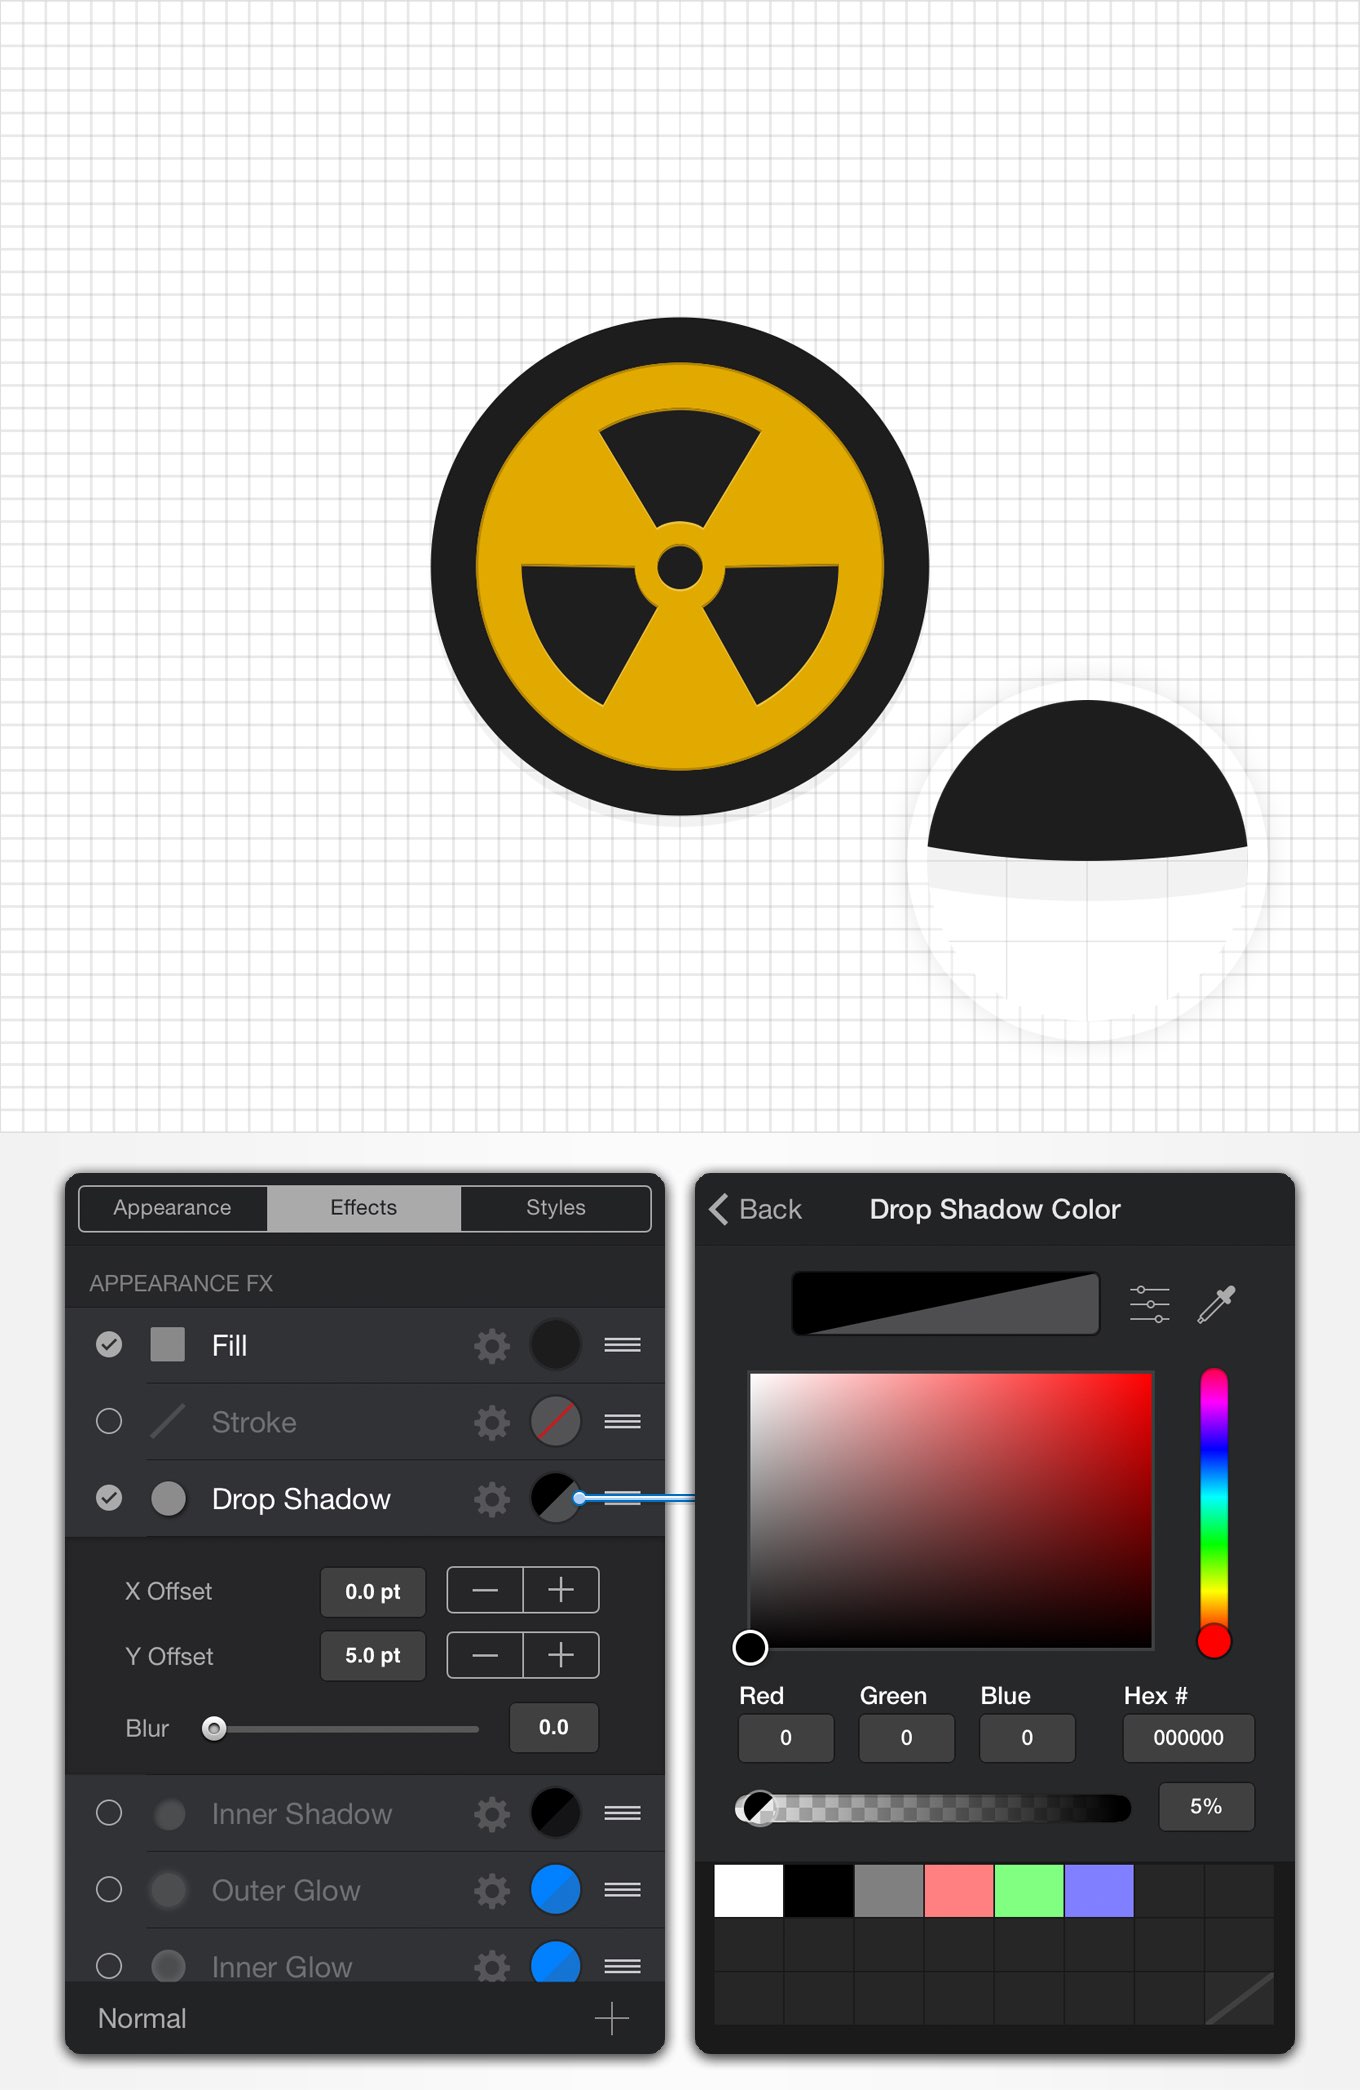 Appearance Effects Styles
APPEARANCE FX
Fill
Stroke
Drop Shadow
X Offset 0.0 pt
Y Offset 5.0 pt
Blur 0.0
Inner Shadow
Outer Glow
Inner Glow
Normal
Back Drop Shadow Color
Red Green Blue Hex #
0 0 0 000000
5%